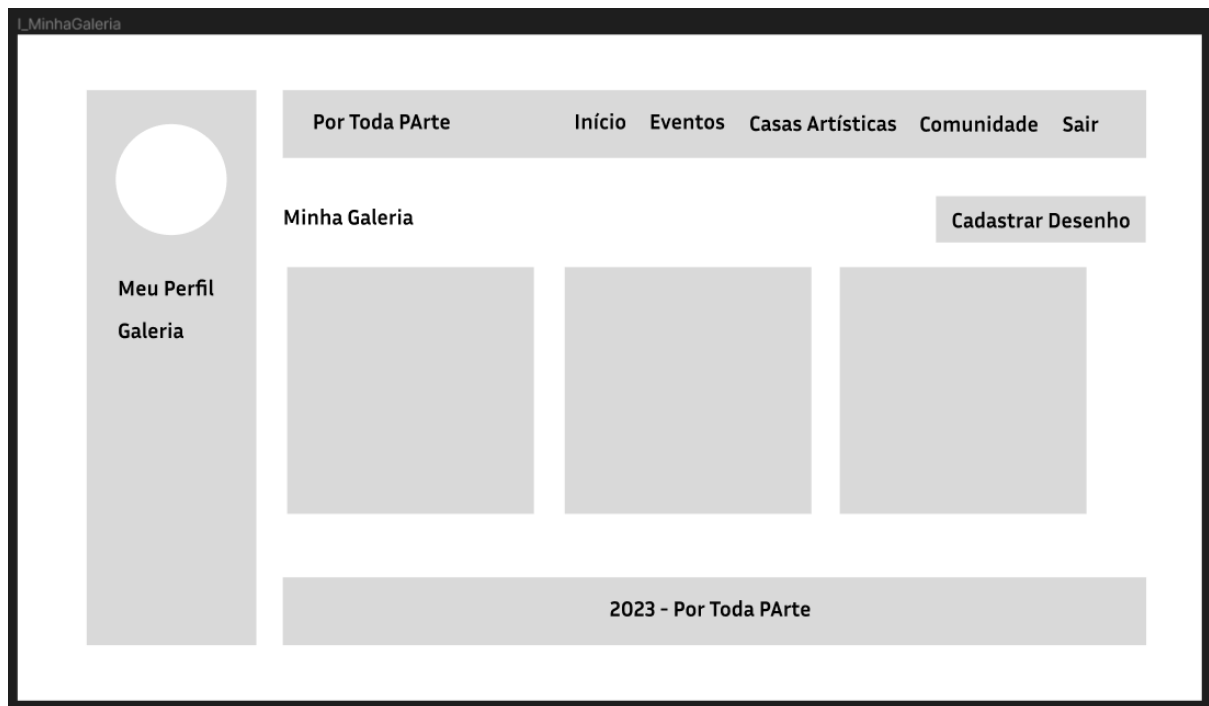 I_MinhaGaleria
Por Toda PArte
Início Eventos Casas Artísticas Comunidade Sair
Minha Galeria
Cadastrar Desenho
Meu Perfil
Galeria
2023 - Por Toda PArte